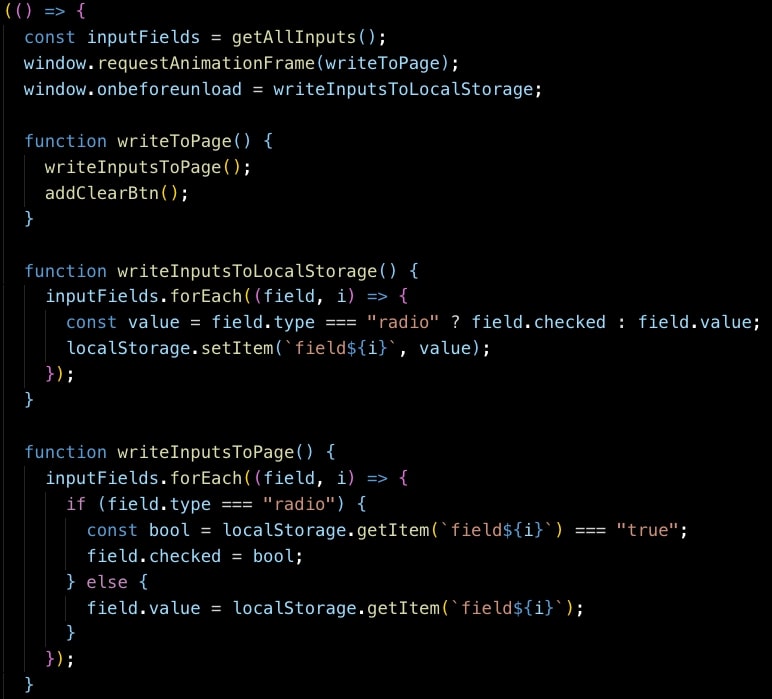 (() => {
  const inputFields = getAllInputs();
  window.requestAnimationFrame(writeToPage);
  window.onbeforeunload = writeInputsToLocalStorage;

  function writeToPage() {
    writeInputsToPage();
    addClearBtn();
  }

  function writeInputsToLocalStorage() {
    inputFields.forEach((field, i) => {
      const value = field.type === "radio" ? field.checked : field.value;
      localStorage.setItem(`field${i}`, value);
    });
  }

  function writeInputsToPage() {
    inputFields.forEach((field, i) => {
      if (field.type === "radio") {
        const bool = localStorage.getItem(`field${i}`) === "true";
        field.checked = bool;
      } else {
        field.value = localStorage.getItem(`field${i}`);
      }
    });
  }